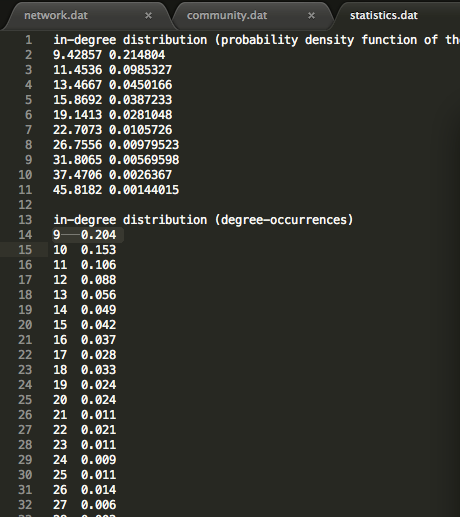 network.dat × community.dat × statistics.dat
1 in-degree distribution (probability density function of the
2 9.42857 0.214804
3 11.4536 0.0985327
4 13.4667 0.0450166
5 15.8692 0.0387233
6 19.1413 0.0281048
7 22.7073 0.0105726
8 26.7556 0.00979523
9 31.8065 0.00569598
10 37.4706 0.0026367
11 45.8182 0.00144015
12
13 in-degree distribution (degree-occurrences)
14 9 0.204
15 10 0.153
16 11 0.106
17 12 0.088
18 13 0.056
19 14 0.049
20 15 0.042
21 16 0.037
22 17 0.028
23 18 0.033
24 19 0.024
25 20 0.024
26 21 0.011
27 22 0.021
28 23 0.011
29 24 0.009
30 25 0.011
31 26 0.014
32 27 0.006